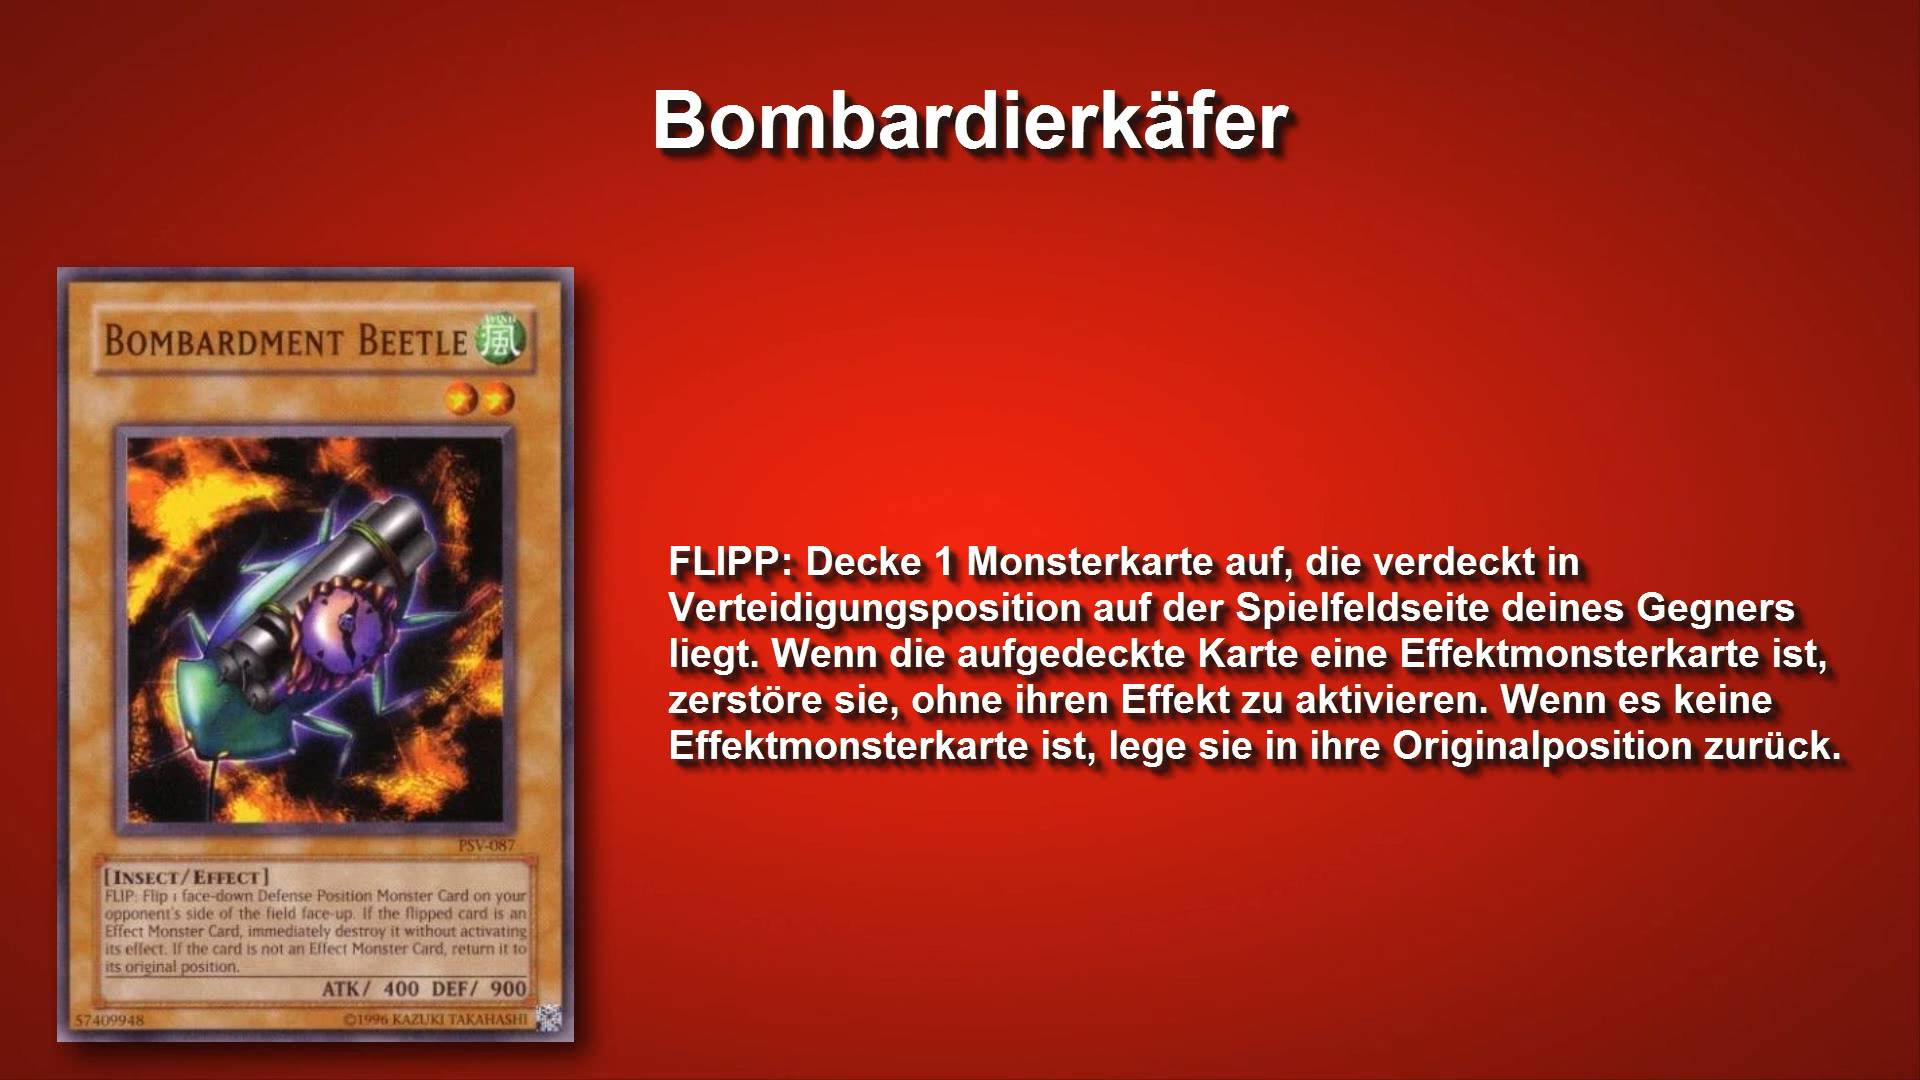 Bombardierkäfer
BOMBARDMENT BEETLE
WIND
風
FLIPP: Decke 1 Monsterkarte auf, die verdeckt in
Verteidigungsposition auf der Spielfeldseite deines Gegners
liegt. Wenn die aufgedeckte Karte eine Effektmonsterkarte ist,
zerstöre sie, ohne ihren Effekt zu aktivieren. Wenn es keine
Effektmonsterkarte ist, lege sie in ihre Originalposition zurück.
PSV-087
[INSECT/EFFECT]
FLIP: Flip 1 face-down Defense Position Monster Card on your
opponent's side of the field face-up. If the flipped card is an
Effect Monster Card, immediately destroy it without activating
its effect. If the card is not an Effect Monster Card, return it to
its original position.
ATK/ 400 DEF/ 900
57409948
©1996 KAZUKI TAKAHASHI